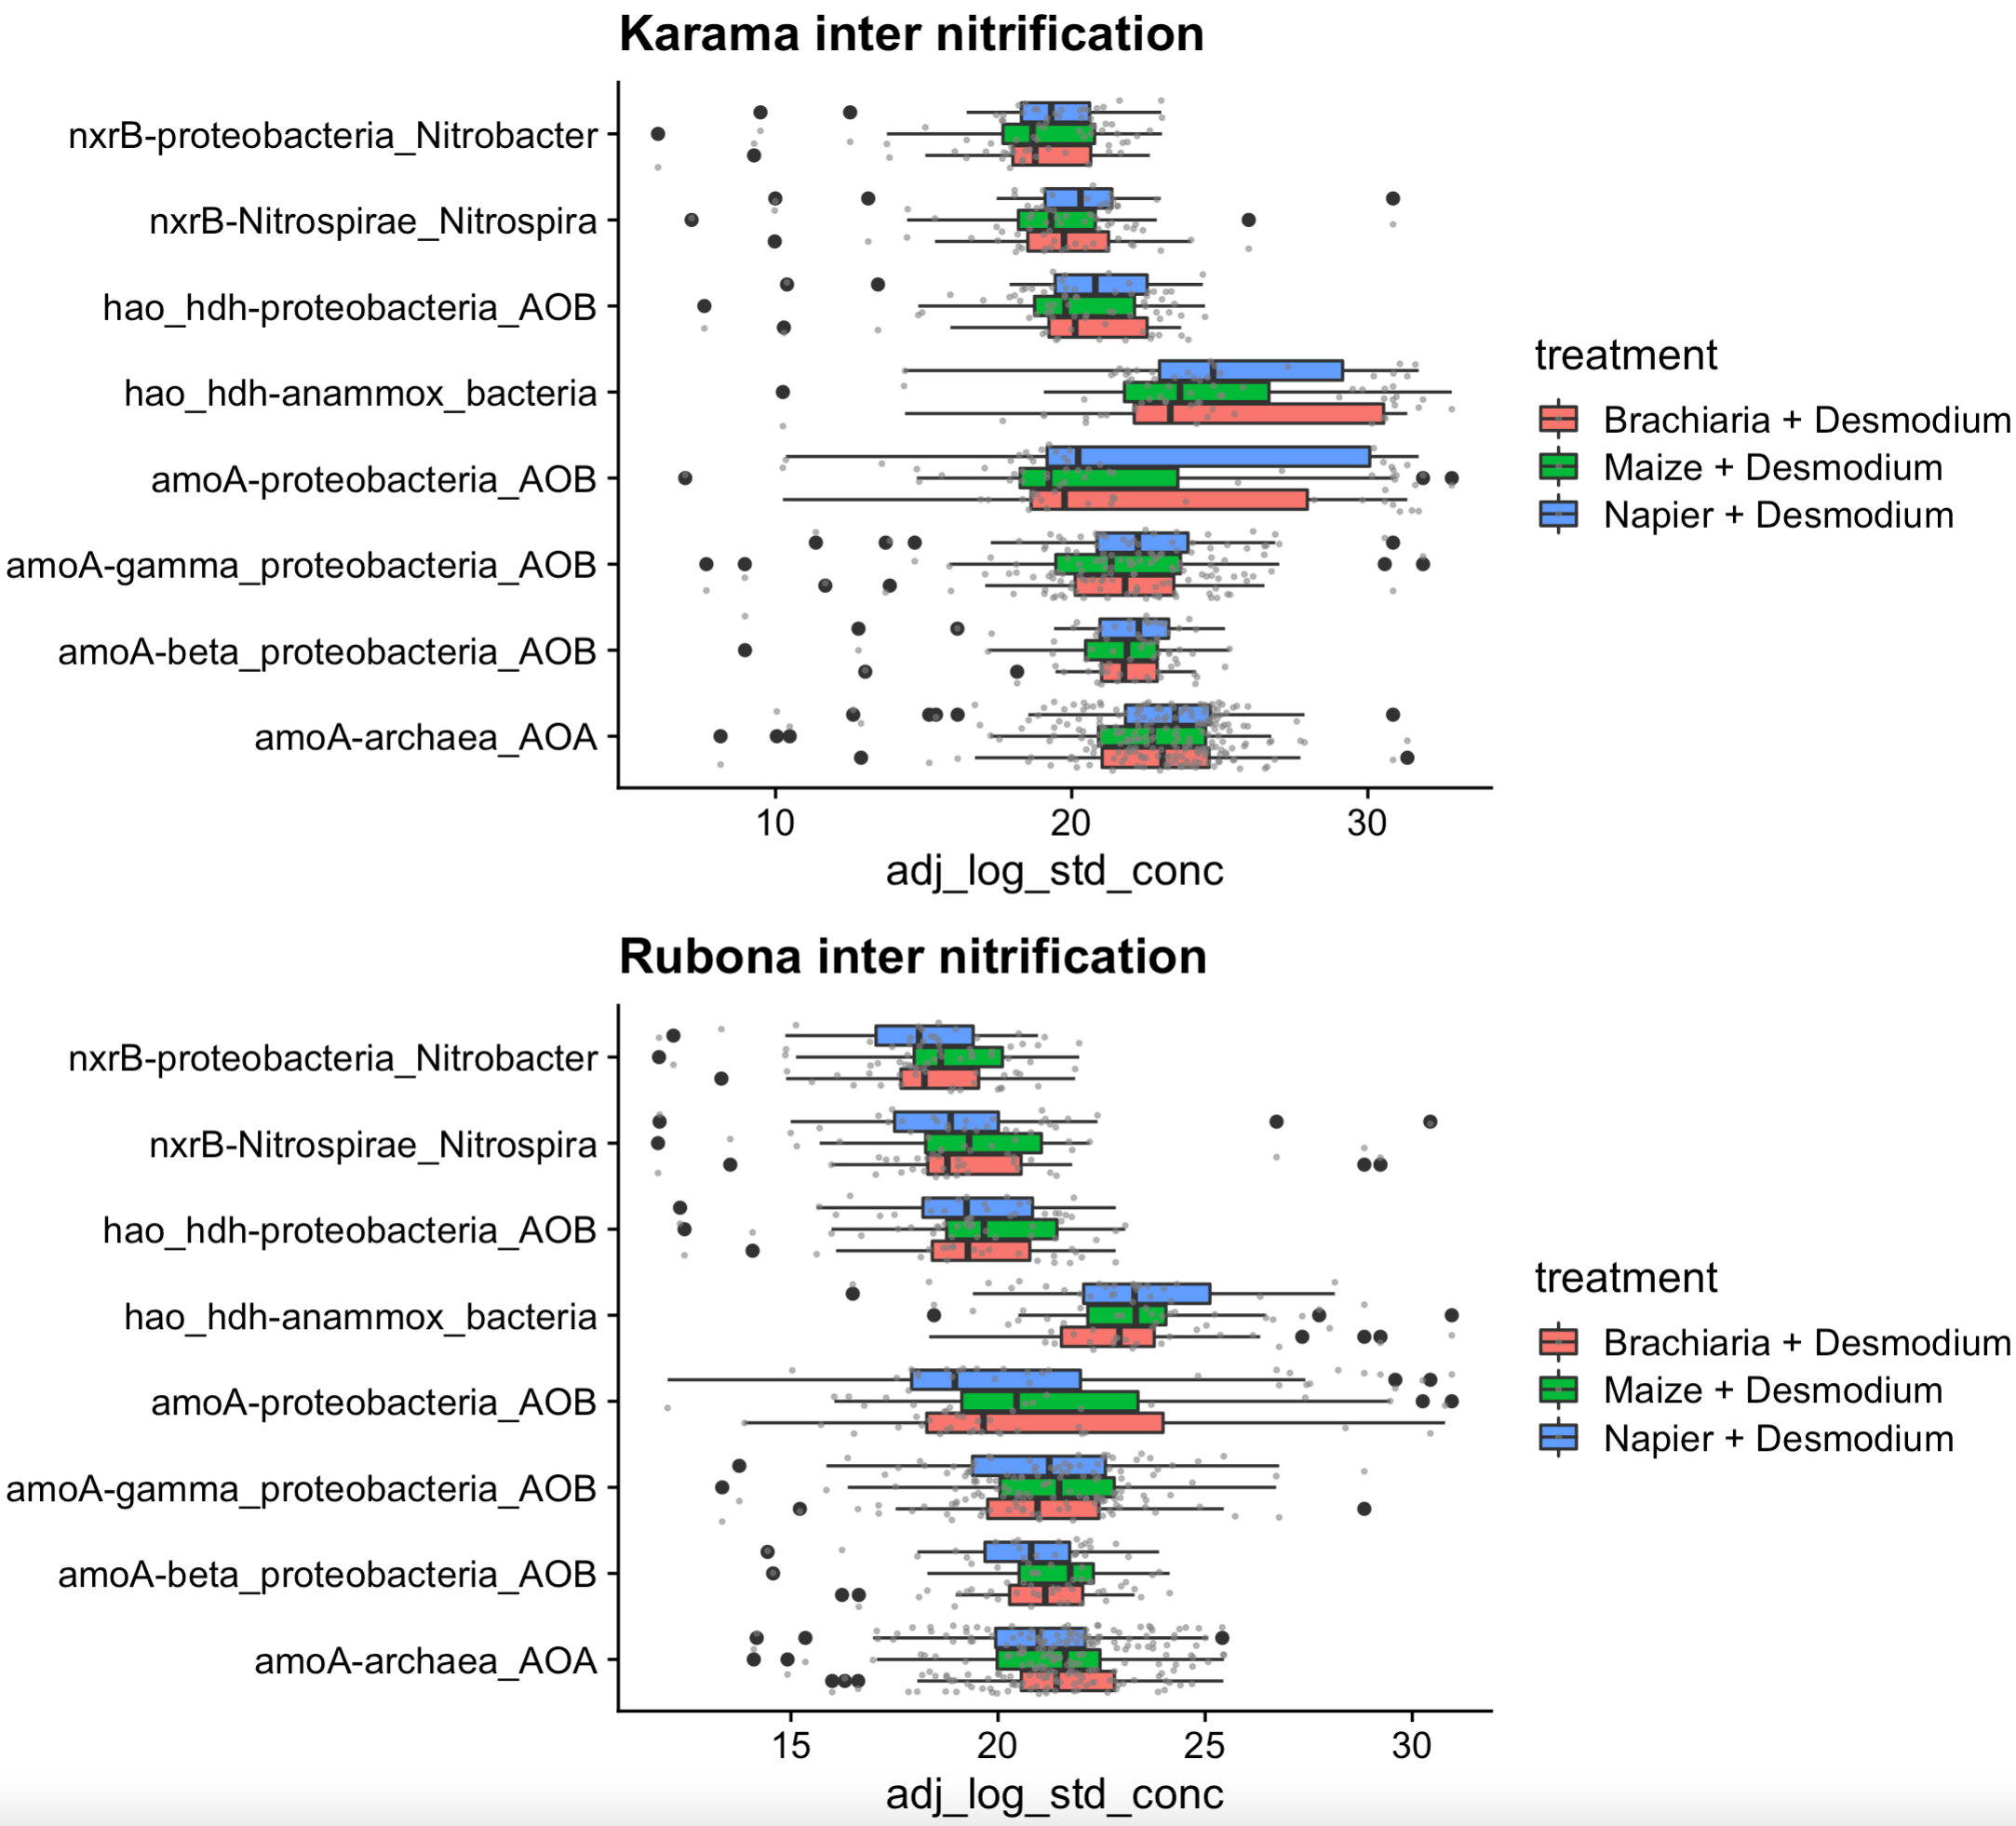 Karama inter nitrification
nxrB-proteobacteria_Nitrobacter
nxrB-Nitrospirae_Nitrospira
hao_hdh-proteobacteria_AOB
hao_hdh-anammox_bacteria
amoA-proteobacteria_AOB
amoA-gamma_proteobacteria_AOB
amoA-beta_proteobacteria_AOB
amoA-archaea_AOA
10 20 30
adj_log_std_conc
treatment
Brachiaria + Desmodium
Maize + Desmodium
Napier + Desmodium
Rubona inter nitrification
nxrB-proteobacteria_Nitrobacter
nxrB-Nitrospirae_Nitrospira
hao_hdh-proteobacteria_AOB
hao_hdh-anammox_bacteria
amoA-proteobacteria_AOB
amoA-gamma_proteobacteria_AOB
amoA-beta_proteobacteria_AOB
amoA-archaea_AOA
15 20 25 30
adj_log_std_conc
treatment
Brachiaria + Desmodium
Maize + Desmodium
Napier + Desmodium